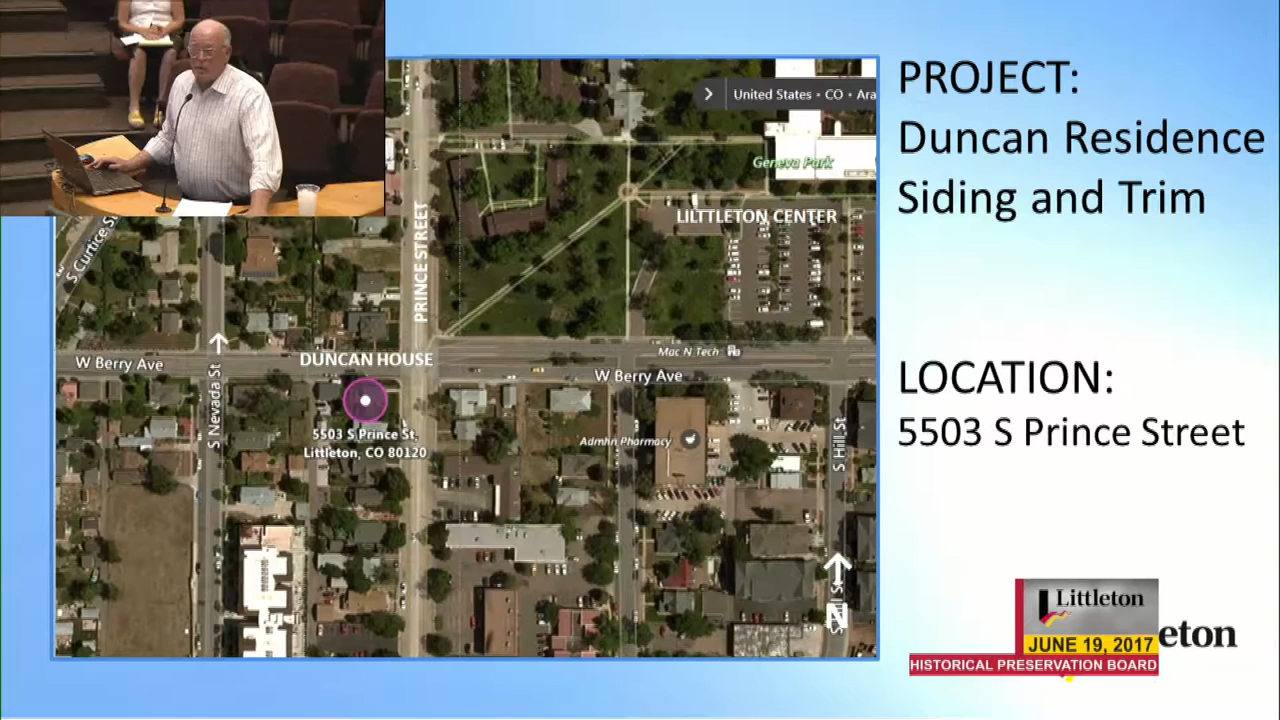 United States • CO • Ara
Geneva Park
LILTTLETON CENTER
S Curtice S
PRINCE STREET
Mac N Tech
W Berry Ave
DUNCAN HOUSE
W Berry Ave
S Nevada St
5503 S Prince St,
Littleton, CO 80120
Admhn Pharmacy
S Hill St
PROJECT:
Duncan Residence
Siding and Trim
LOCATION:
5503 S Prince Street
Littleton
eton
JUNE 19, 2017
HISTORICAL PRESERVATION BOARD